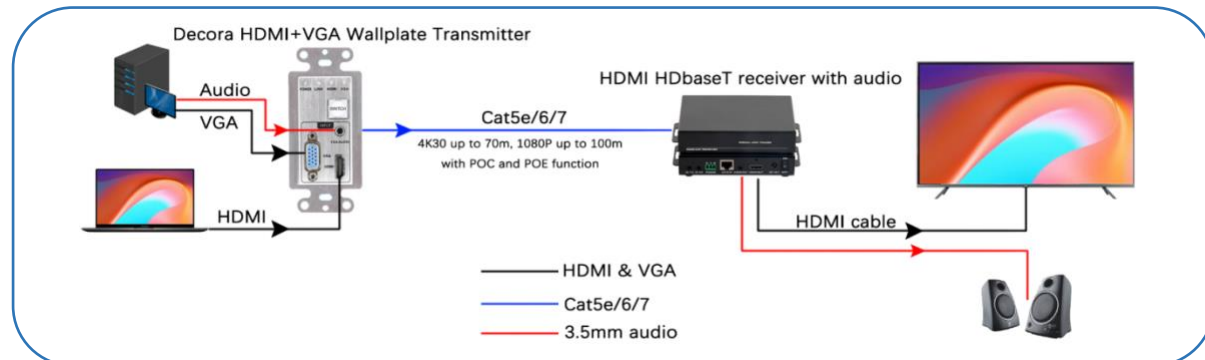 Decora HDMI+VGA Wallplate Transmitter
HDMI HDbaseT receiver with audio
Audio
VGA
SWITCH
Cat5e/6/7
4K30 up to 70m, 1080P up to 100m
with POC and POE function
HDMI
HDMI cable
HDMI & VGA
Cat5e/6/7
3.5mm audio